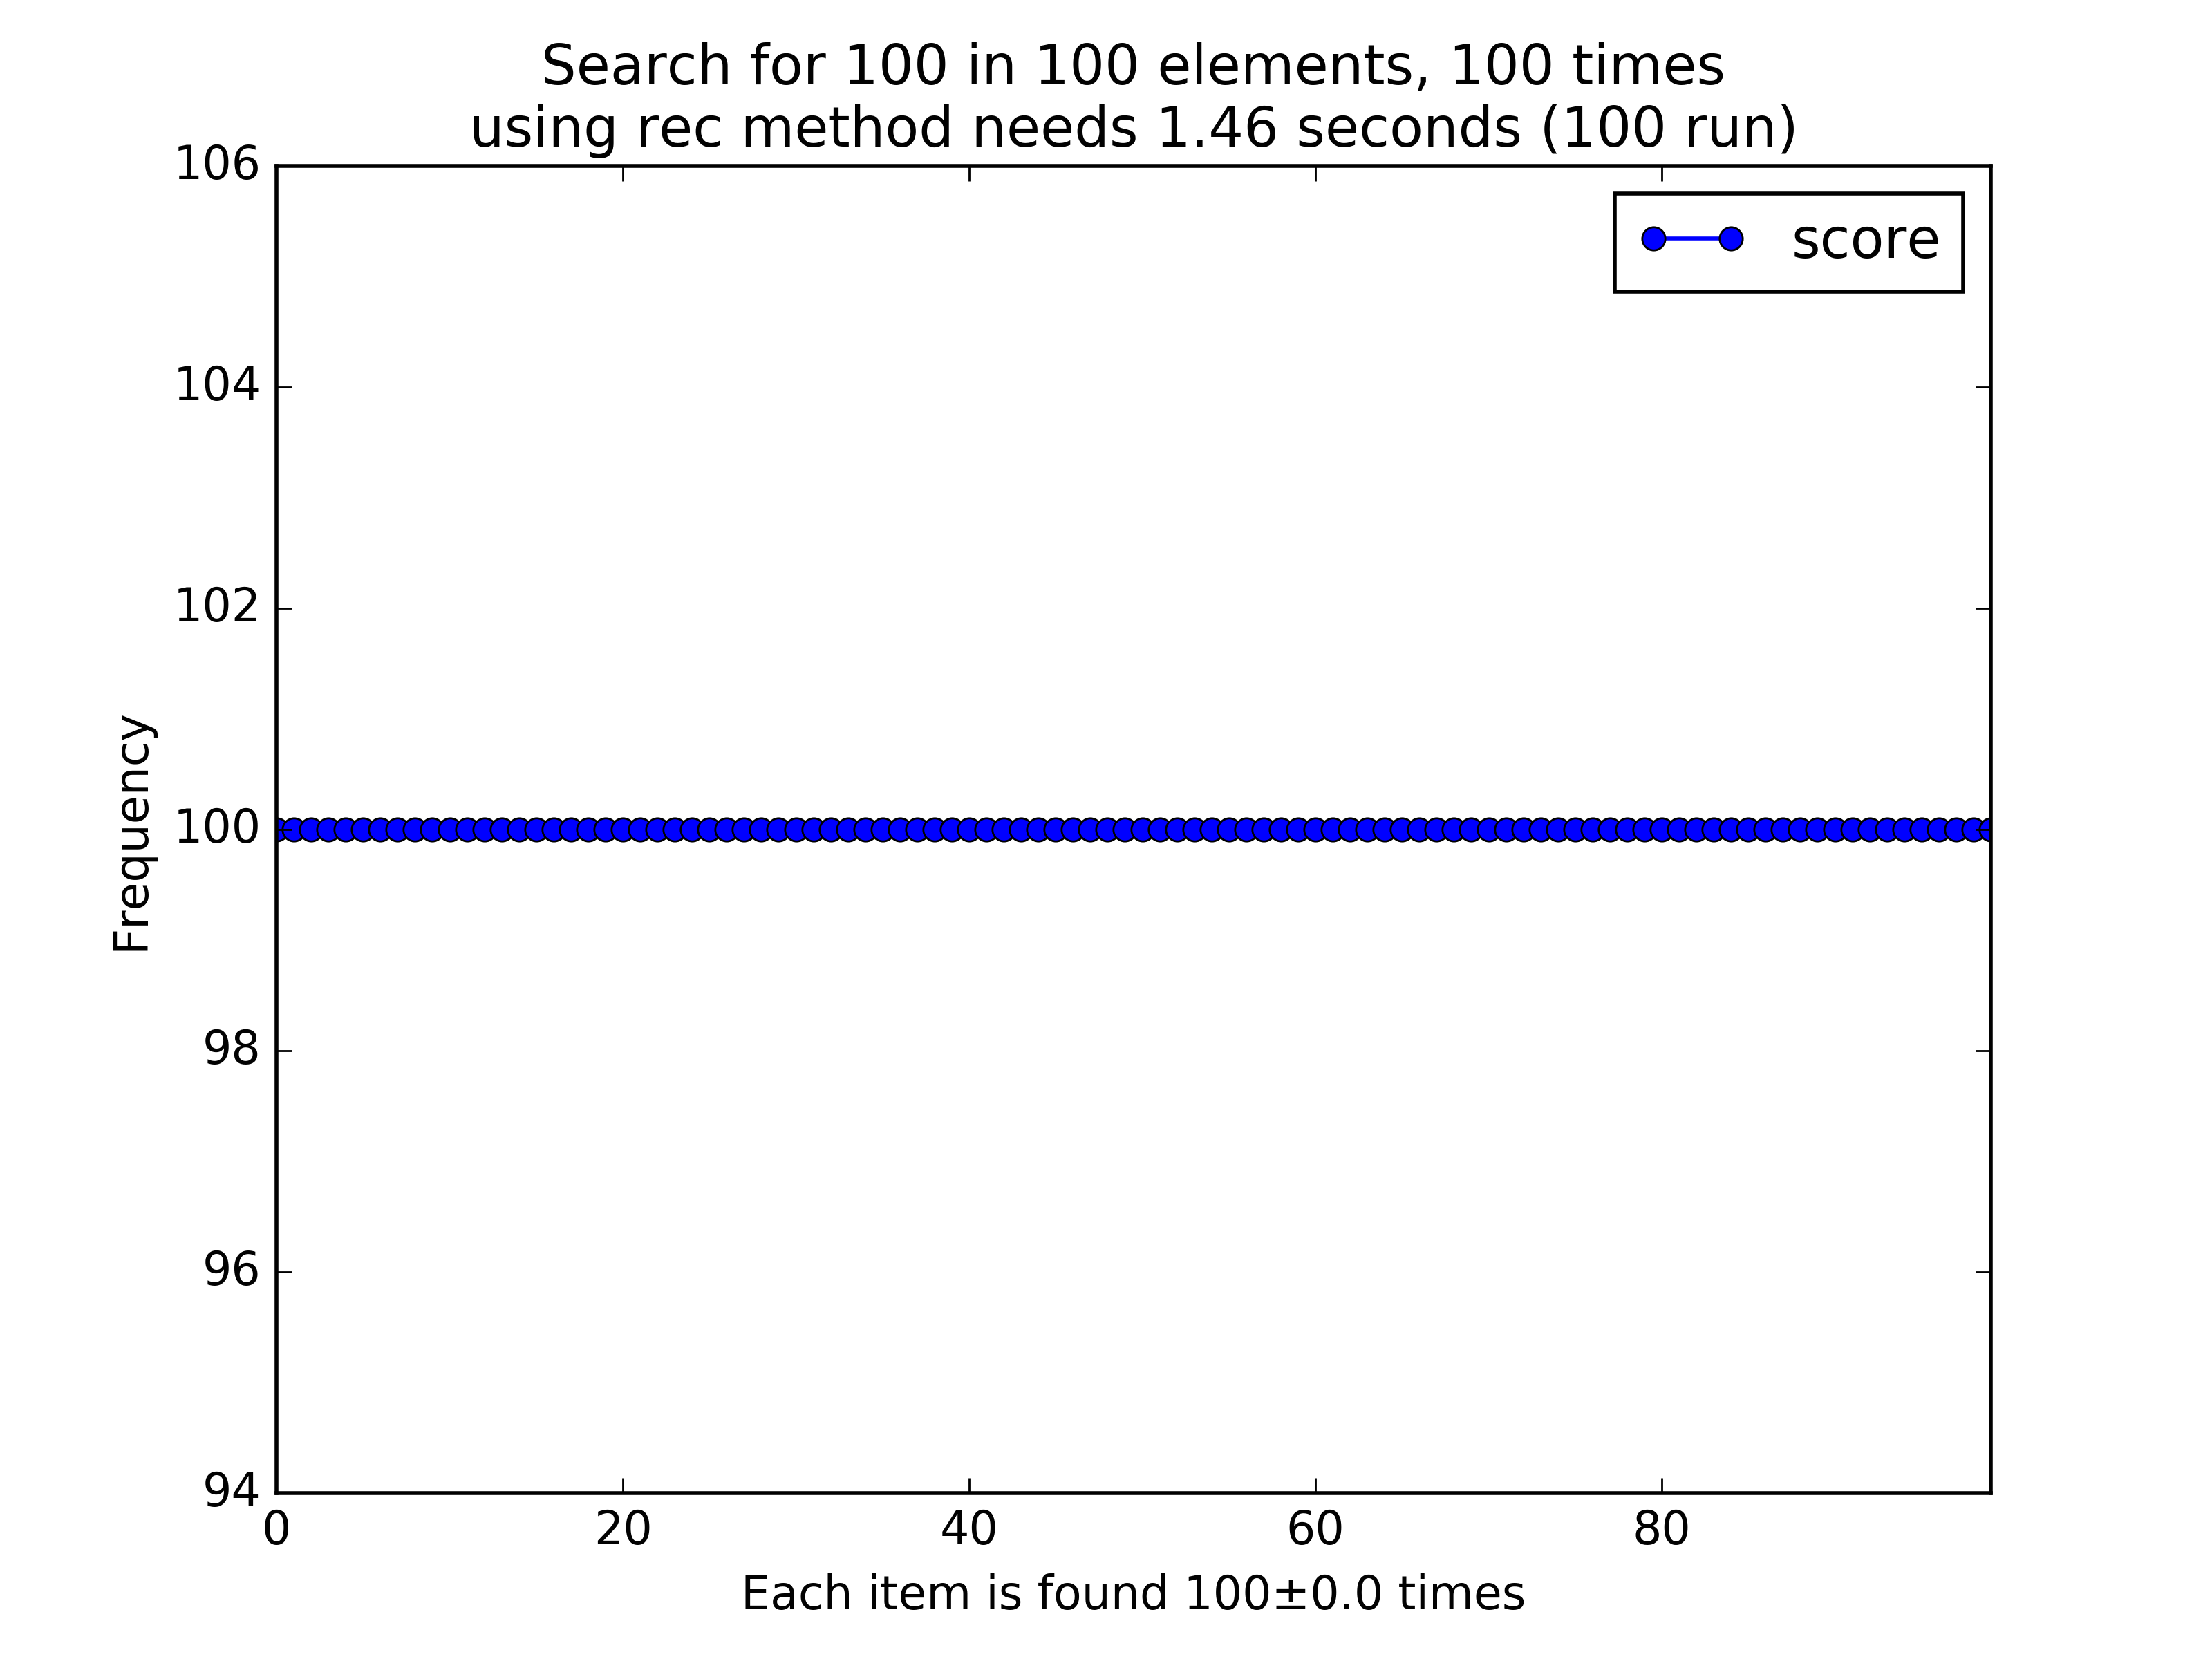 Search for 100 in 100 elements, 100 times
using rec method needs 1.46 seconds (100 run)
score
106
104
102
100
98
96
94
Frequency
0 20 40 60 80
Each item is found 100±0.0 times